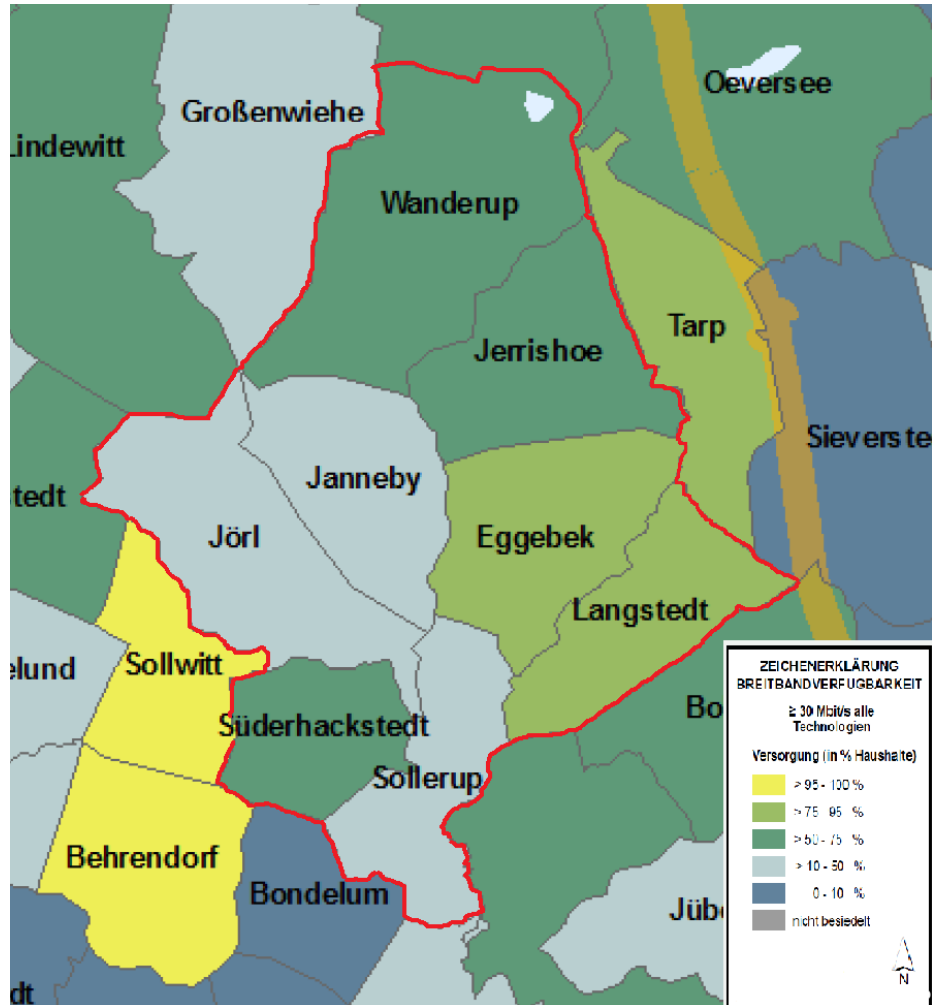 Oeversee
Großenwiehe
Lindewitt
Wanderup
Tarp
Jerrishoe
Sieverste
Janneby
stedt
Jörl
Eggebek
Langstedt
elund
Sollwitt
Süderhackstedt
Bo
Sollerup
Behrendorf
Bondelum
Jüb
dt
ZEICHENERKLÄRUNG
BREITBANDVERFÜGBARKEIT
≥ 30 Mbit/s alle
Technologien
Versorgung (in % Haushalte)
> 95 - 100 %
> 75 - 95 %
> 50 - 75 %
> 10 - 50 %
0 - 10 %
nicht besiedelt
N